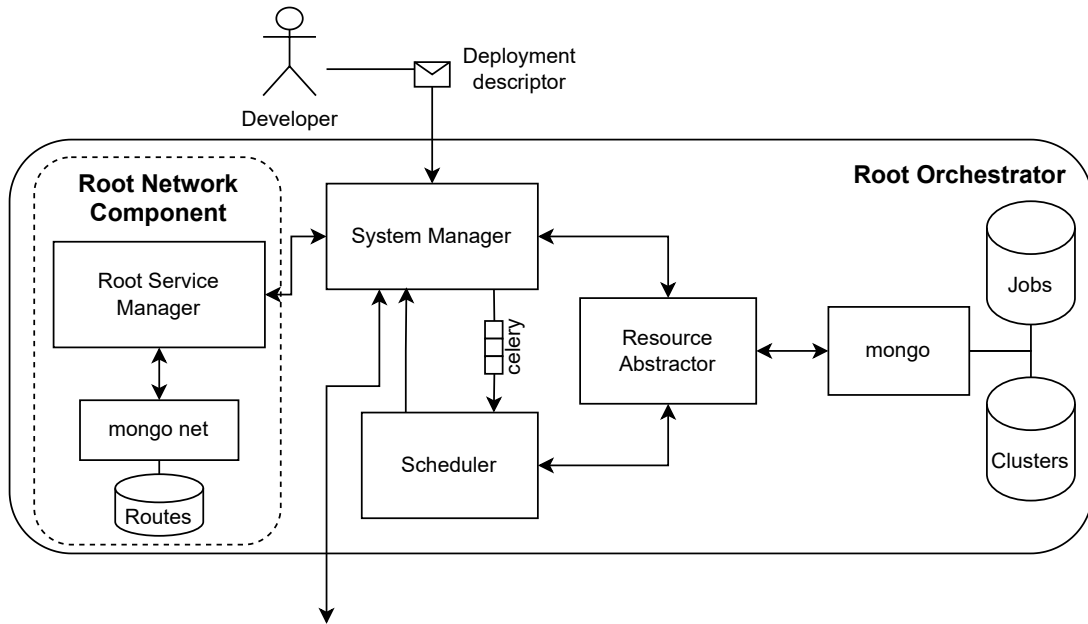 Deployment
descriptor
Developer
Root Network
Component
Root Orchestrator
System Manager
Root Service
Manager
Jobs
celery
Resource
Abstractor
mongo
mongo net
Scheduler
Clusters
Routes